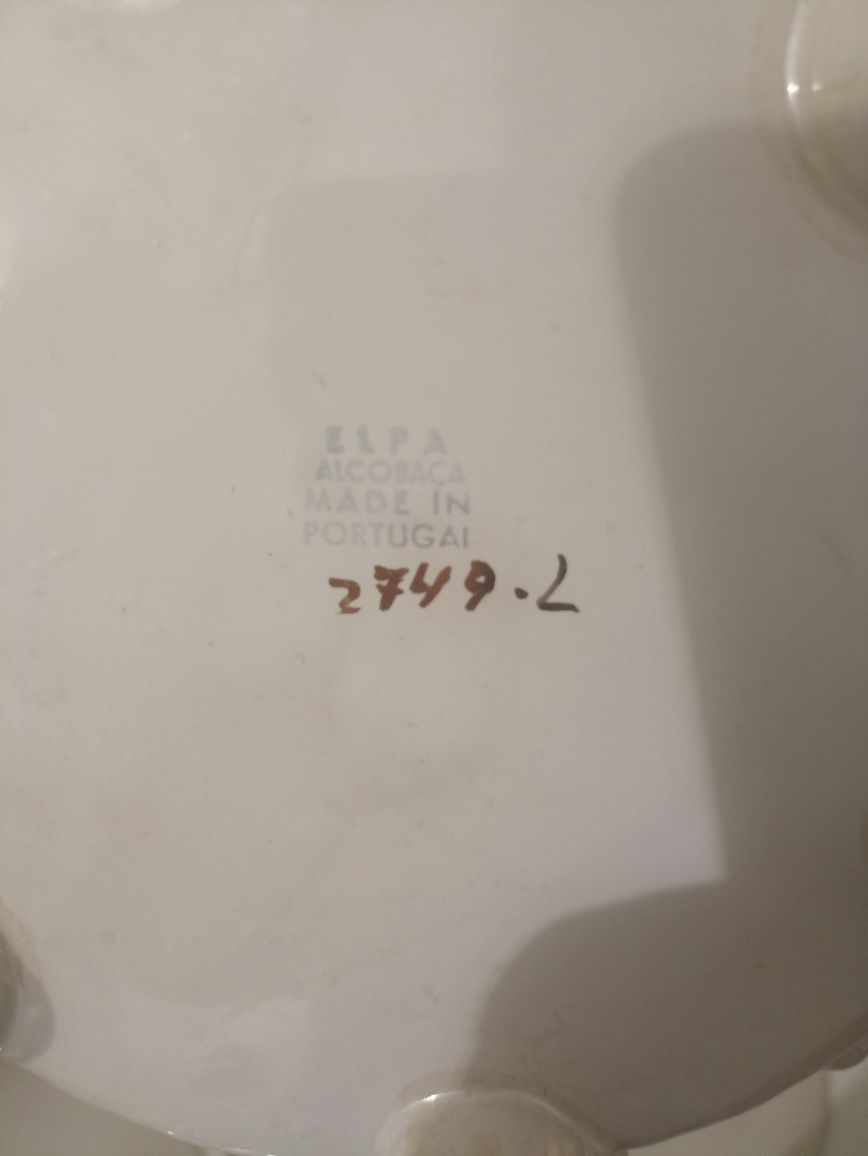 ELPA
ALCOBAÇA
MADE IN
PORTUGAL
2749.L